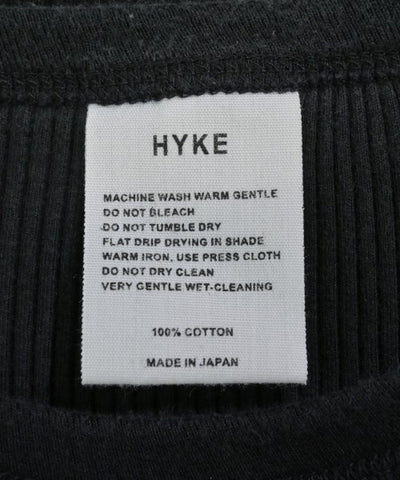 HYKE
MACHINE WASH WARM GENTLE
DO NOT BLEACH
DO NOT TUMBLE DRY
FLAT DRIP DRYING IN SHADE
WARM IRON, USE PRESS CLOTH
DO NOT DRY CLEAN
VERY GENTLE WET-CLEANING
100% COTTON
MADE IN JAPAN